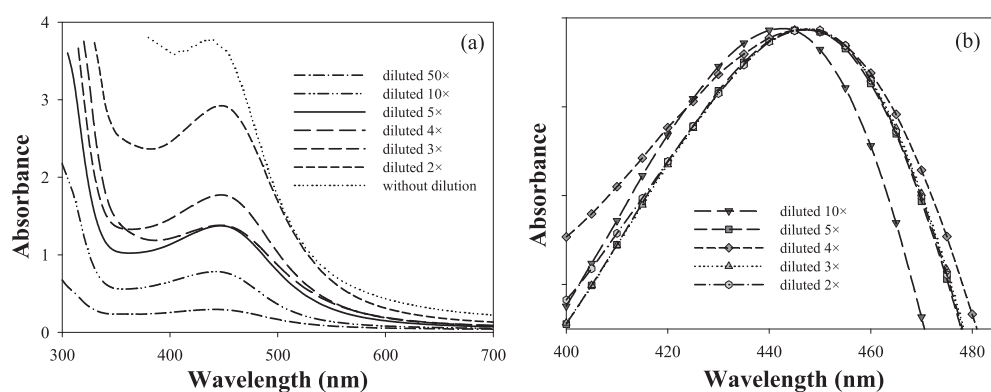 4
3
2
1
0
Absorbance
300
400
500
600
700
Wavelength (nm)
(a)
diluted 50×
diluted 10×
diluted 5×
diluted 4×
diluted 3×
diluted 2×
without dilution
(b)
Absorbance
diluted 10×
diluted 5×
diluted 4×
diluted 3×
diluted 2×
400
420
440
460
480
Wavelength (nm)